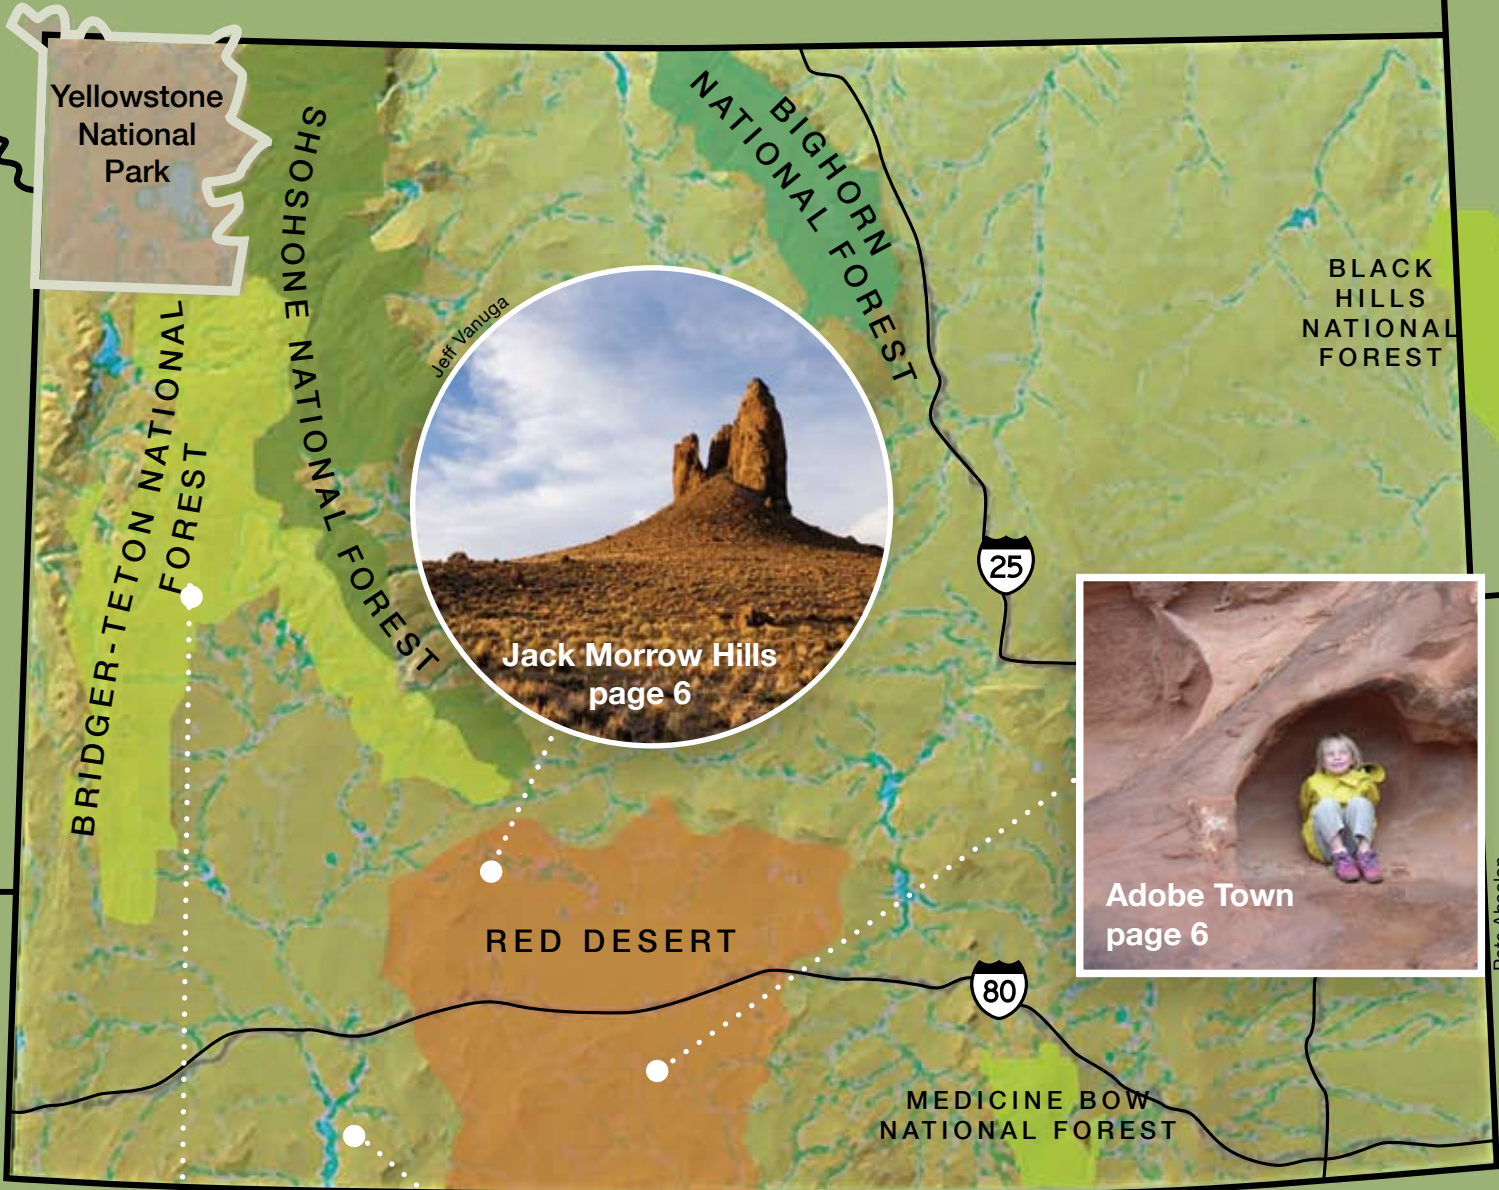 Yellowstone
National
Park
SHOSHONE NATIONAL FOREST
BIGHORN
NATIONAL FOREST
BLACK
HILLS
NATIONAL
FOREST
Jeff Vanuga
BRIDGER-TETON NATIONAL
FOREST
25
Jack Morrow Hills
page 6
Adobe Town
page 6
RED DESERT
80
MEDICINE BOW
NATIONAL FOREST